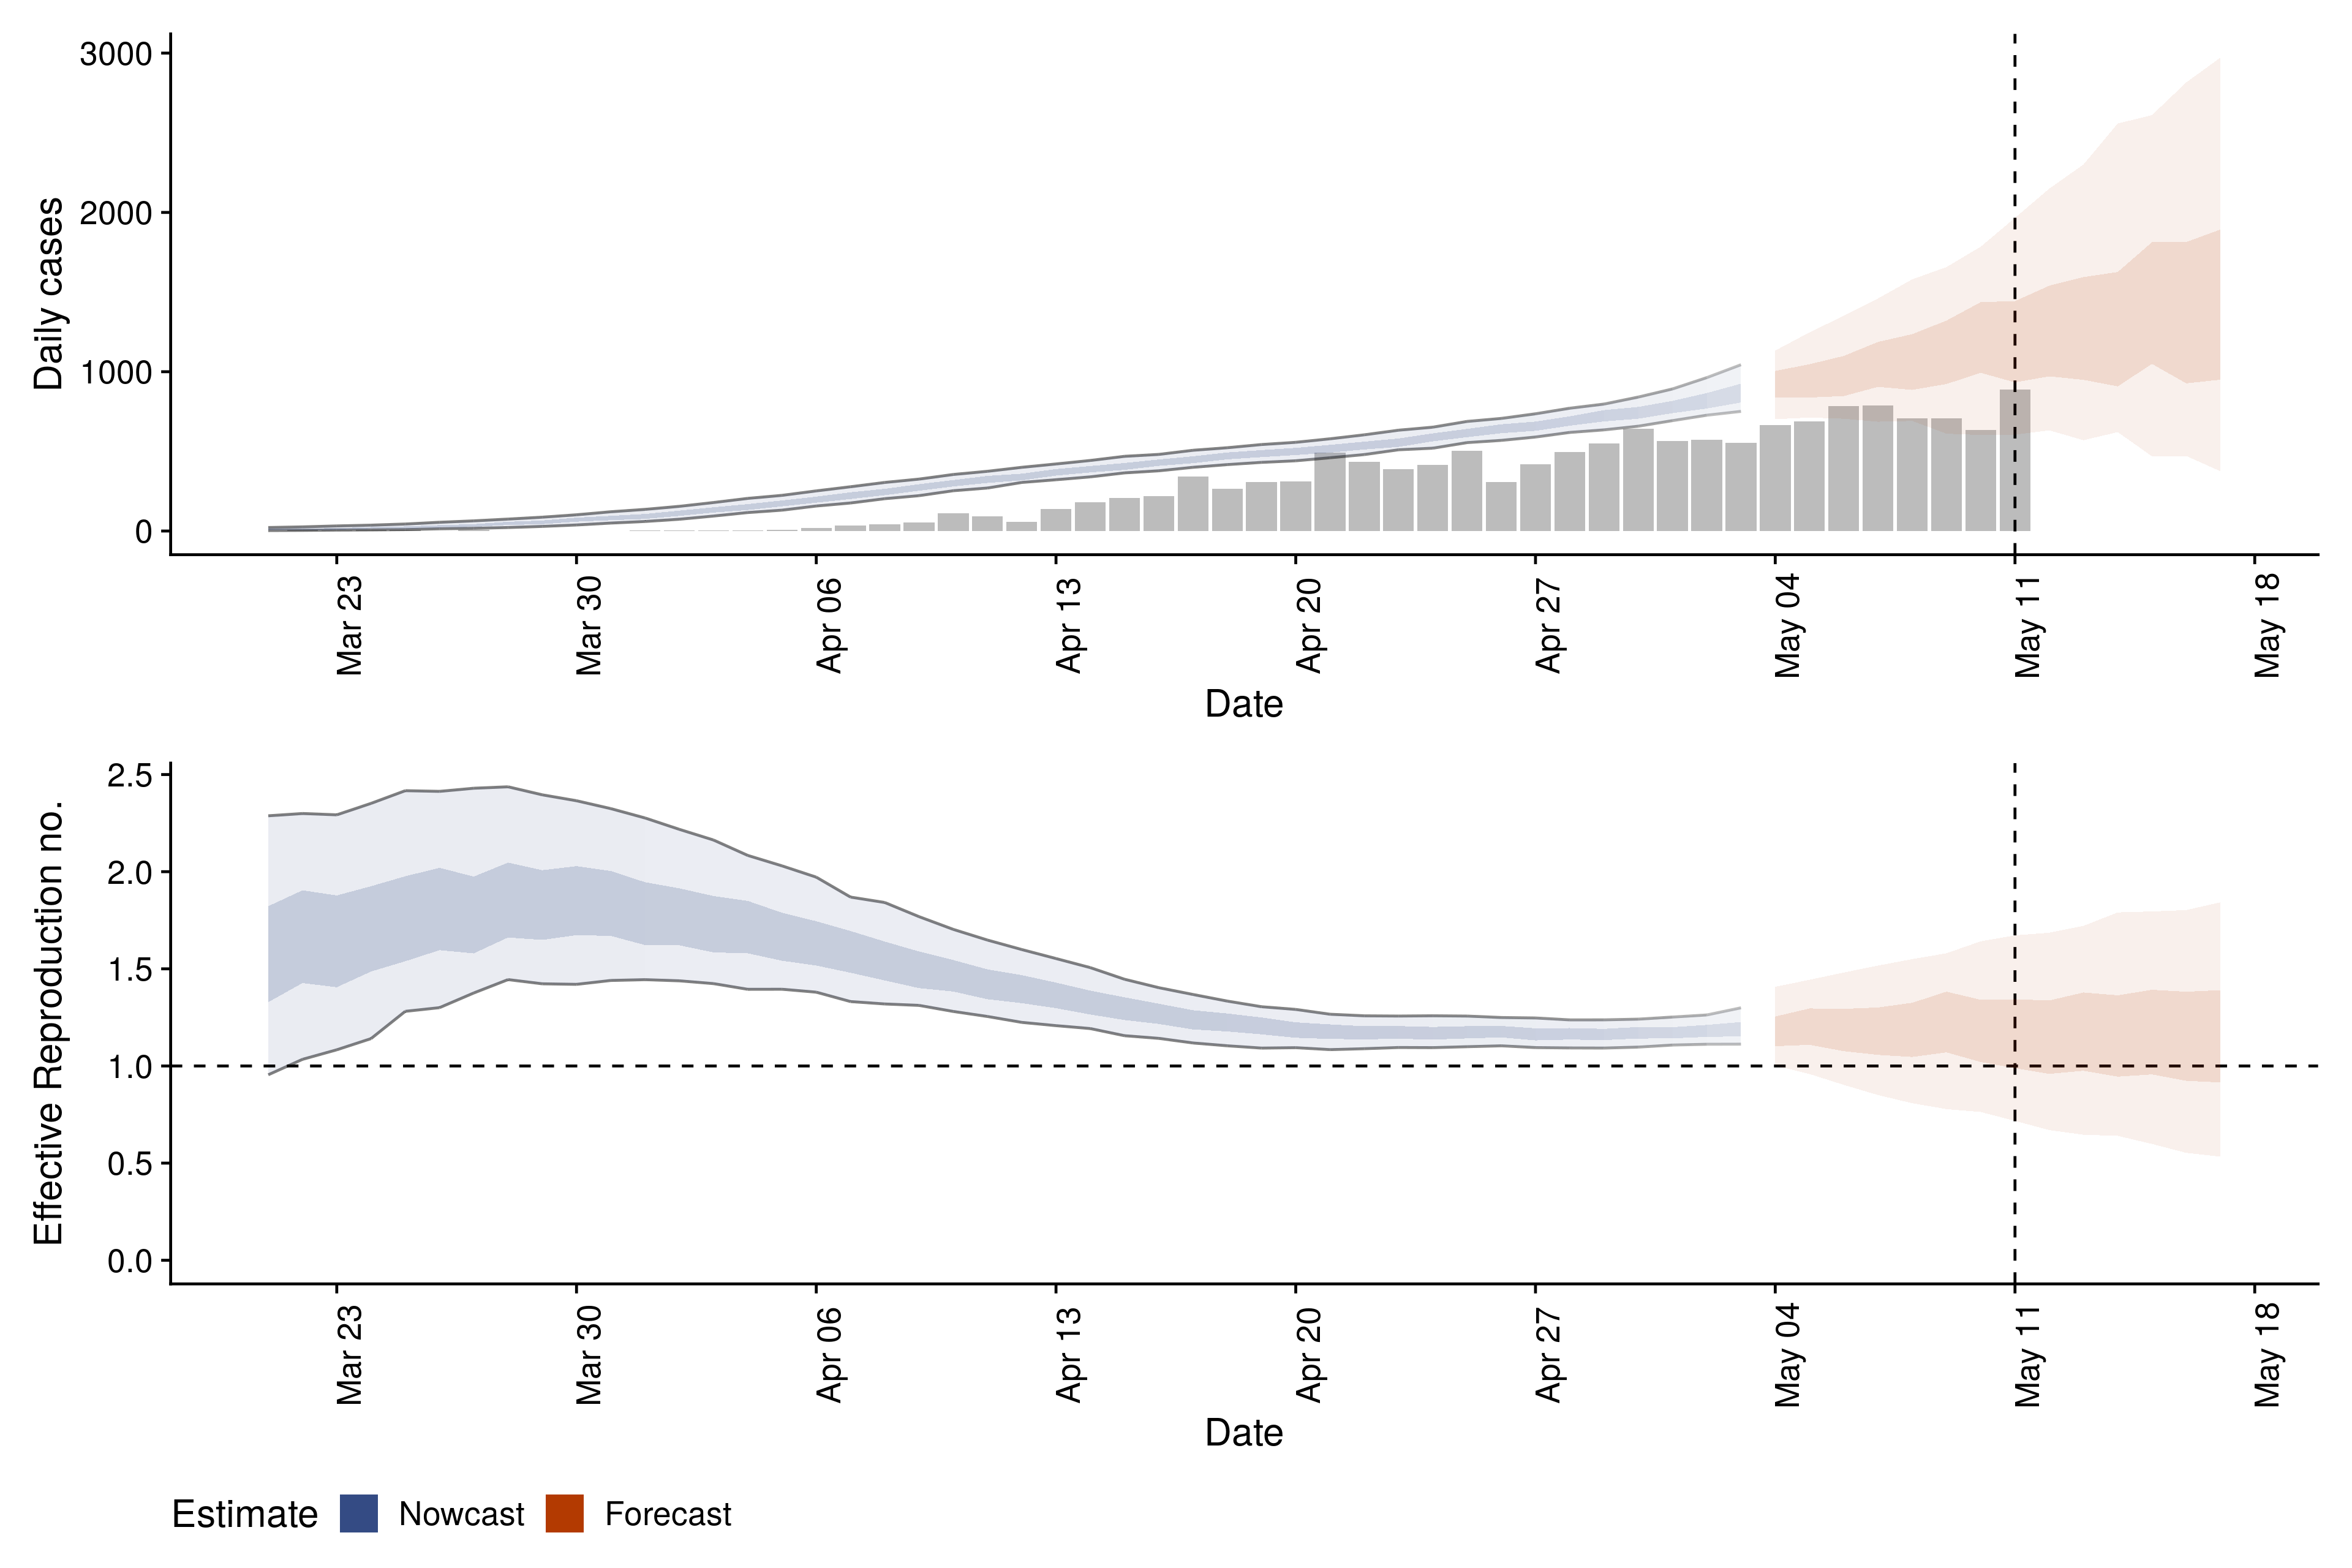 Daily cases
3000
2000
1000
0
Mar 23
Mar 30
Apr 06
Apr 13
Apr 20
Apr 27
May 04
May 11
May 18
Date
Effective Reproduction no.
2.5
2.0
1.5
1.0
0.5
0.0
Mar 23
Mar 30
Apr 06
Apr 13
Apr 20
Apr 27
May 04
May 11
May 18
Date
Estimate Nowcast Forecast